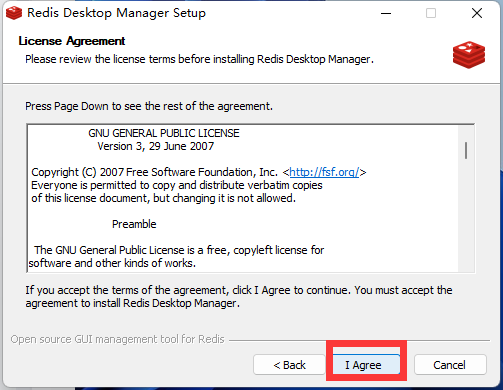 Redis Desktop Manager Setup
License Agreement
Please review the license terms before installing Redis Desktop Manager.
Press Page Down to see the rest of the agreement.
GNU GENERAL PUBLIC LICENSE
Version 3, 29 June 2007
Copyright (C) 2007 Free Software Foundation, Inc. <http://fsf.org/>
Everyone is permitted to copy and distribute verbatim copies
of this license document, but changing it is not allowed.
Preamble
The GNU General Public License is a free, copyleft license for
software and other kinds of works.
If you accept the terms of the agreement, click I Agree to continue. You must accept the
agreement to install Redis Desktop Manager.
Open source GUI management tool for Redis
< Back
I Agree
Cancel